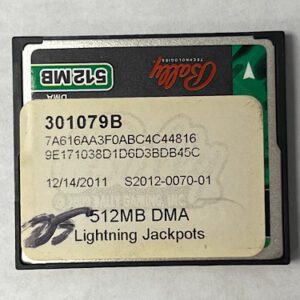 Bally
TECHNOLOGIES
512MB
DMA
301079B
7A616AA3F0ABC4C44816
9E171038D1D6D3BDB45C
12/14/2011 S2012-0070-01
512MB DMA
Lightning Jackpots